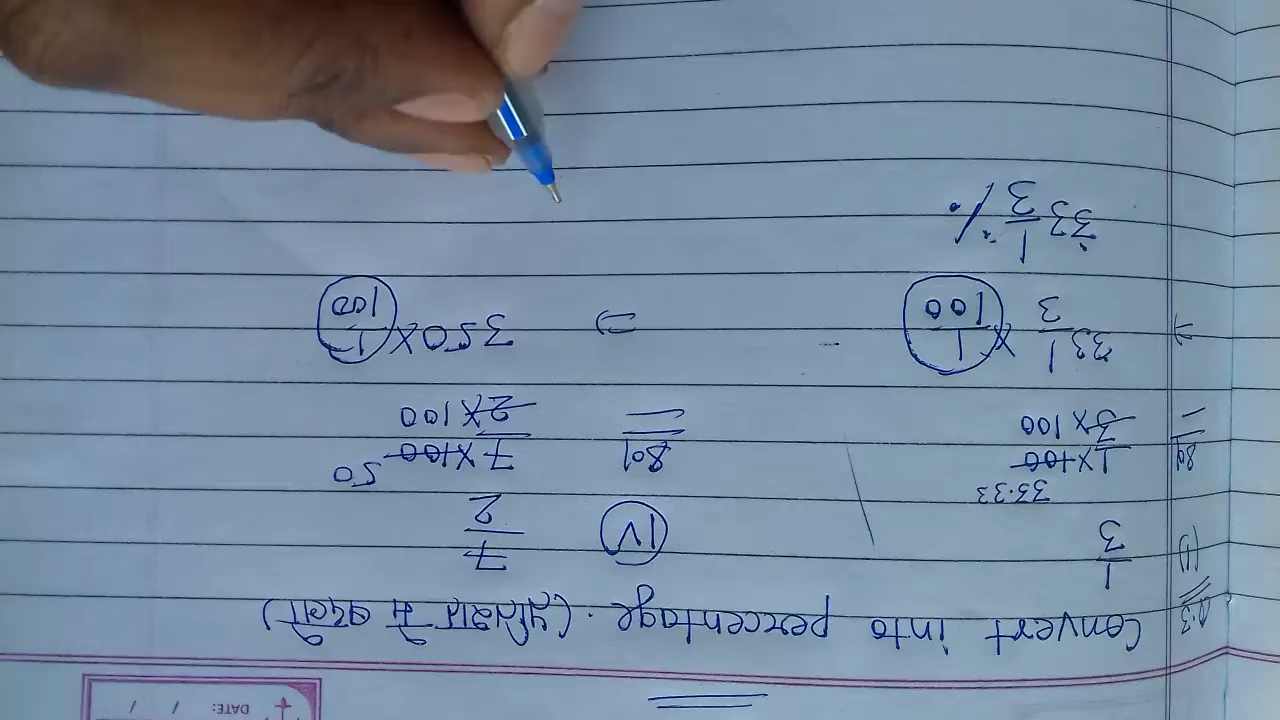 DATE: / /
Q.3 Convert into percentage. (प्रतिशत में बदलो)
(i) 1/3
33.33
Sol 1×100/3×100
=
⇒ 33 1/3 × 1/100
33 1/3 %
(iv) 7/2
Sol 7×100/2×100 50
=
⇒ 350× 1/100